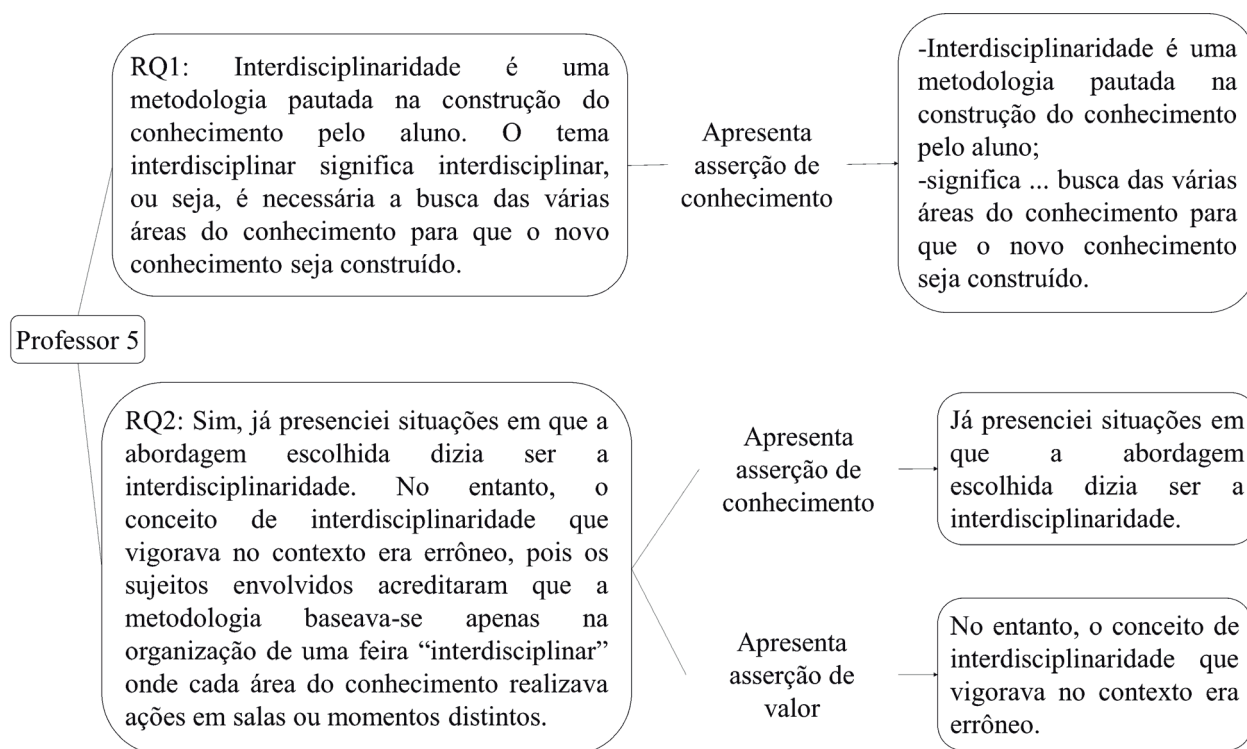 RQ1: Interdisciplinaridade é uma
metodologia pautada na construção do
conhecimento pelo aluno. O tema
interdisciplinar significa interdisciplinar,
ou seja, é necessária a busca das várias
áreas do conhecimento para que o novo
conhecimento seja construído.
Apresenta
asserção de
conhecimento
-Interdisciplinaridade é uma
metodologia pautada na
construção do conhecimento
pelo aluno;
-significa ... busca das várias
áreas do conhecimento para
que o novo conhecimento
seja construído.
Professor 5
RQ2: Sim, já presenciei situações em que a
abordagem escolhida dizia ser a
interdisciplinaridade. No entanto, o
conceito de interdisciplinaridade que
vigorava no contexto era errôneo, pois os
sujeitos envolvidos acreditaram que a
metodologia baseava-se apenas na
organização de uma feira “interdisciplinar”
onde cada área do conhecimento realizava
ações em salas ou momentos distintos.
Apresenta
asserção de
conhecimento
Já presenciei situações em
que a abordagem
escolhida dizia ser a
interdisciplinaridade.
Apresenta
asserção de
valor
No entanto, o conceito de
interdisciplinaridade que
vigorava no contexto era
errôneo.